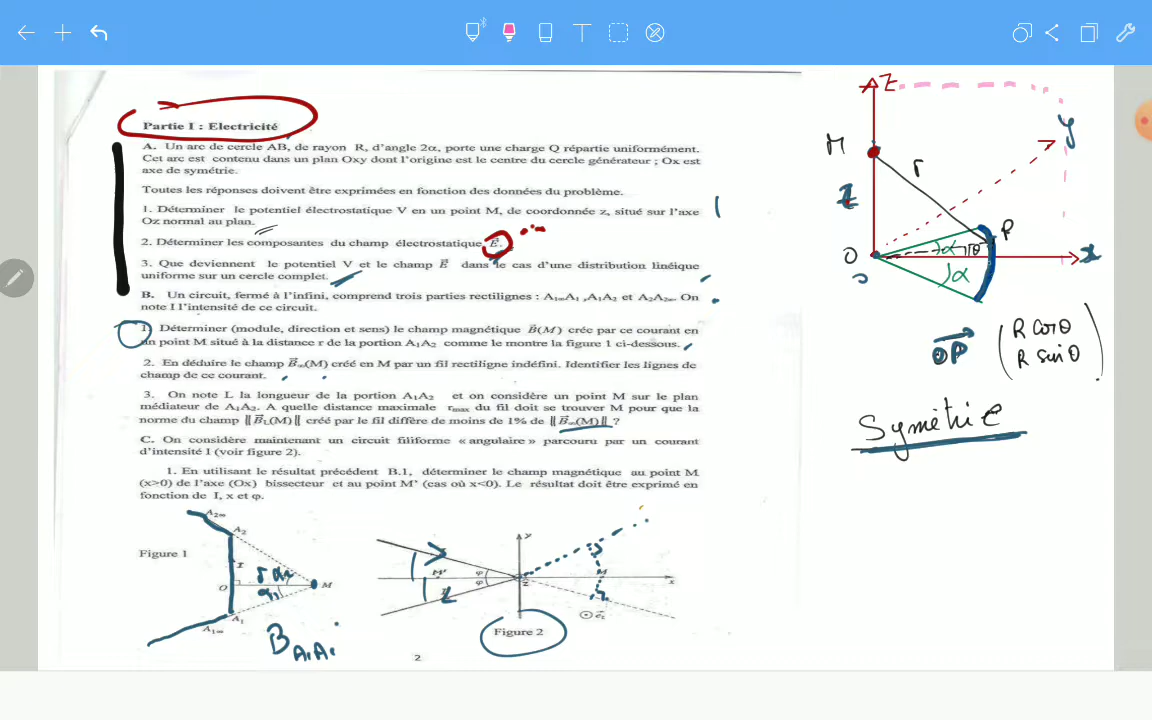 Partie I : Electricité
A. Un arc de cercle AB, de rayon R, d'angle 2α, porte une charge Q répartie uniformément.
Cet arc est contenu dans un plan Oxy dont l'origine est le centre du cercle générateur ; Ox est
axe de symétrie.
Toutes les réponses doivent être exprimées en fonction des données du problème.
1. Déterminer le potentiel électrostatique V en un point M, de coordonnée z, situé sur l'axe
Oz normal au plan.
2. Déterminer les composantes du champ électrostatique E⃗.
3. Que deviennent le potentiel V et le champ E⃗ dans le cas d'une distribution linéique
uniforme sur un cercle complet.
B. Un circuit, fermé à l'infini, comprend trois parties rectilignes : A₁∞A₁ ,A₁A₂ et A₂A₂∞. On
note I l'intensité de ce circuit.
1. Déterminer (module, direction et sens) le champ magnétique B⃗(M) crée par ce courant en
un point M situé à la distance r de la portion A₁A₂ comme le montre la figure 1 ci-dessous.
2. En déduire le champ B⃗∞(M) créé en M par un fil rectiligne indéfini. Identifier les lignes de
champ de ce courant.
3. On note L la longueur de la portion A₁A₂ et on considère un point M sur le plan
médiateur de A₁A₂. A quelle distance maximale rmax du fil doit se trouver M pour que la
norme du champ ||B⃗L(M)|| créé par le fil diffère de moins de 1% de ||B⃗∞(M)|| ?
C. On considère maintenant un circuit filiforme « angulaire » parcouru par un courant
d'intensité I (voir figure 2).
1. En utilisant le résultat précédent B.1, déterminer le champ magnétique au point M
(x>0) de l'axe (Ox) bissecteur et au point M' (cas où x<0). Le résultat doit être exprimé en
fonction de I, x et φ.
Figure 1
A₂∞
A₂
I
O
r α₂
α₁
M
A₁
A₁∞
B A₁A₁
M'
φ
φ
I
y
z
M
x
e⃗z
Figure 2
2
Z
M
r
y
z
P
O
α
θ
α
x
OP
R cosθ
R sinθ
Symétrie